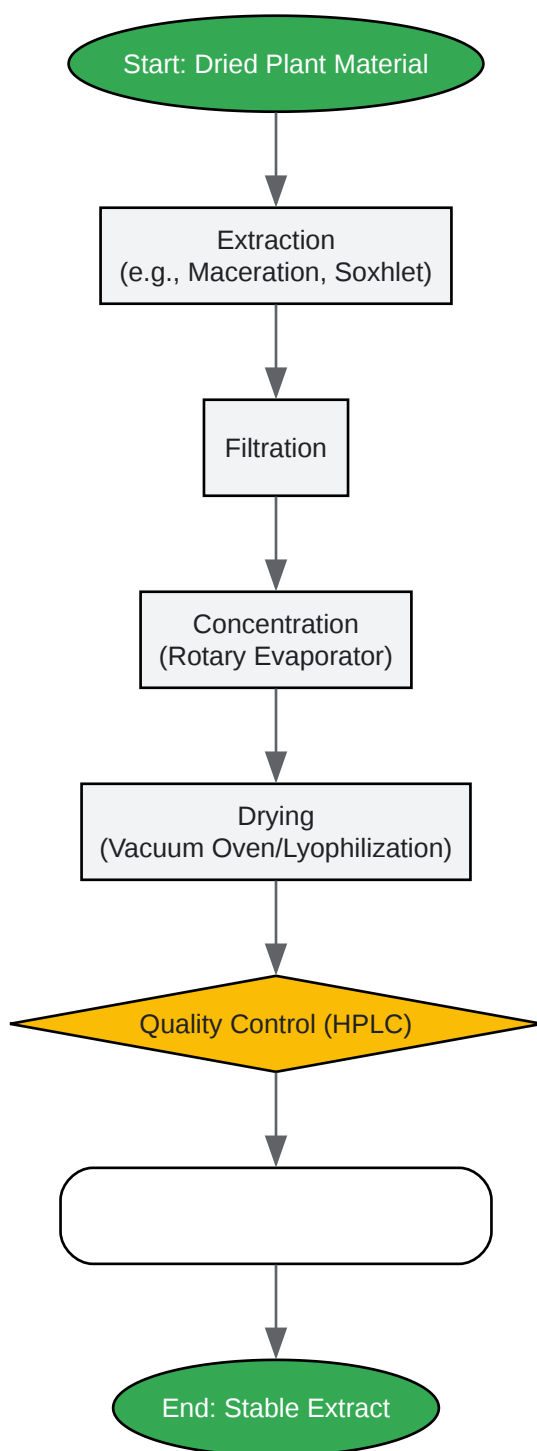 Start: Dried Plant Material
Extraction
(e.g., Maceration, Soxhlet)
Filtration
Concentration
(Rotary Evaporator)
Drying
(Vacuum Oven/Lyophilization)
Quality Control (HPLC)
End: Stable Extract